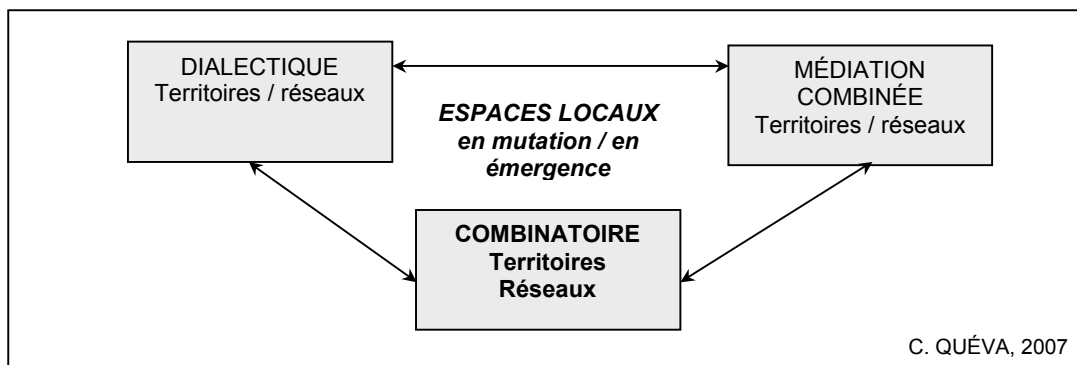 DIALECTIQUE
Territoires / réseaux
MÉDIATION
COMBINÉE
Territoires / réseaux
ESPACES LOCAUX
en mutation / en
émergence
COMBINATOIRE
Territoires
Réseaux
C. QUÉVA, 2007